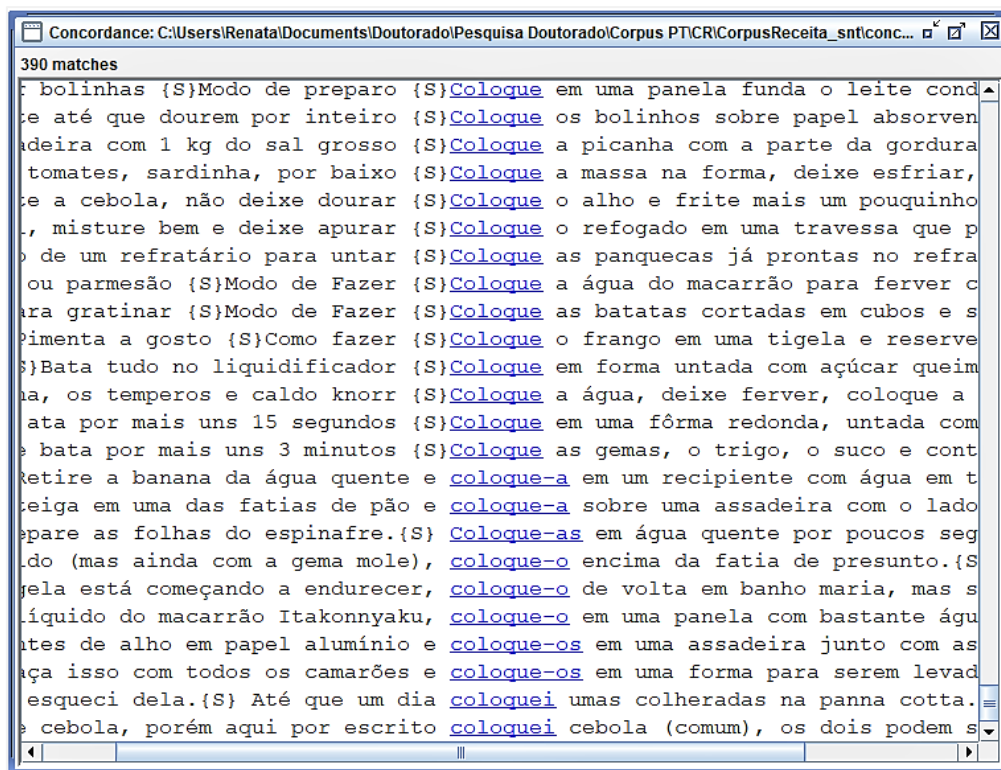 Concordance: C:\Users\Renata\Documents\Doutorado\Pesquisa Doutorado\Corpus PT\CR\CorpusReceita_snt\conc...
390 matches
r bolinhas {S}Modo de preparo {S}Coloque em uma panela funda o leite cond
te até que dourem por inteiro {S}Coloque os bolinhos sobre papel absorven
adeira com 1 kg do sal grosso {S}Coloque a picanha com a parte da gordura
tomates, sardinha, por baixo {S}Coloque a massa na forma, deixe esfriar,
te a cebola, não deixe dourar {S}Coloque o alho e frite mais um pouquinho
, misture bem e deixe apurar {S}Coloque o refogado em uma travessa que p
o de um refratário para untar {S}Coloque as panquecas já prontas no refra
ou parmesão {S}Modo de Fazer {S}Coloque a água do macarrão para ferver c
ara gratinar {S}Modo de Fazer {S}Coloque as batatas cortadas em cubos e s
Pimenta a gosto {S}Como fazer {S}Coloque o frango em uma tigela e reserve
S}Bata tudo no liquidificador {S}Coloque em forma untada com açúcar queim
na, os temperos e caldo knorr {S}Coloque a água, deixe ferver, coloque a
ata por mais uns 15 segundos {S}Coloque em uma fôrma redonda, untada com
e bata por mais uns 3 minutos {S}Coloque as gemas, o trigo, o suco e cont
Retire a banana da água quente e coloque-a em um recipiente com água em t
teiga em uma das fatias de pão e coloque-a sobre uma assadeira com o lado
epare as folhas do espinafre.{S} Coloque-as em água quente por poucos seg
ido (mas ainda com a gema mole), coloque-o encima da fatia de presunto.{S
gela está começando a endurecer, coloque-o de volta em banho maria, mas s
líquido do macarrão Itakonnyaku, coloque-o em uma panela com bastante águ
ntes de alho em papel alumínio e coloque-os em uma assadeira junto com as
aça isso com todos os camarões e coloque-os em uma forma para serem levad
esqueci dela.{S} Até que um dia coloquei umas colheradas na panna cotta.
e cebola, porém aqui por escrito coloquei cebola (comum), os dois podem s